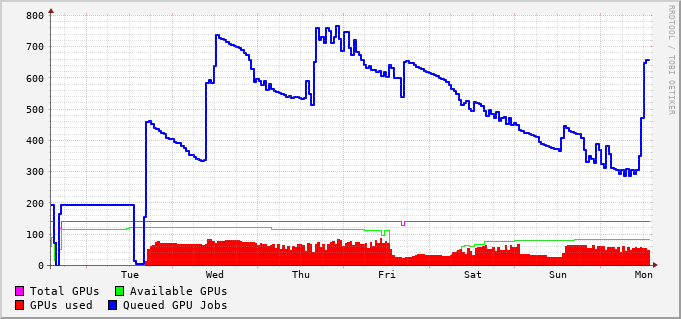 800
700
600
500
400
300
200
100
0
Tue Wed Thu Fri Sat Sun Mon
Total GPUs Available GPUs
GPUs used Queued GPU Jobs
RRDTOOL / TOBI OETIKER